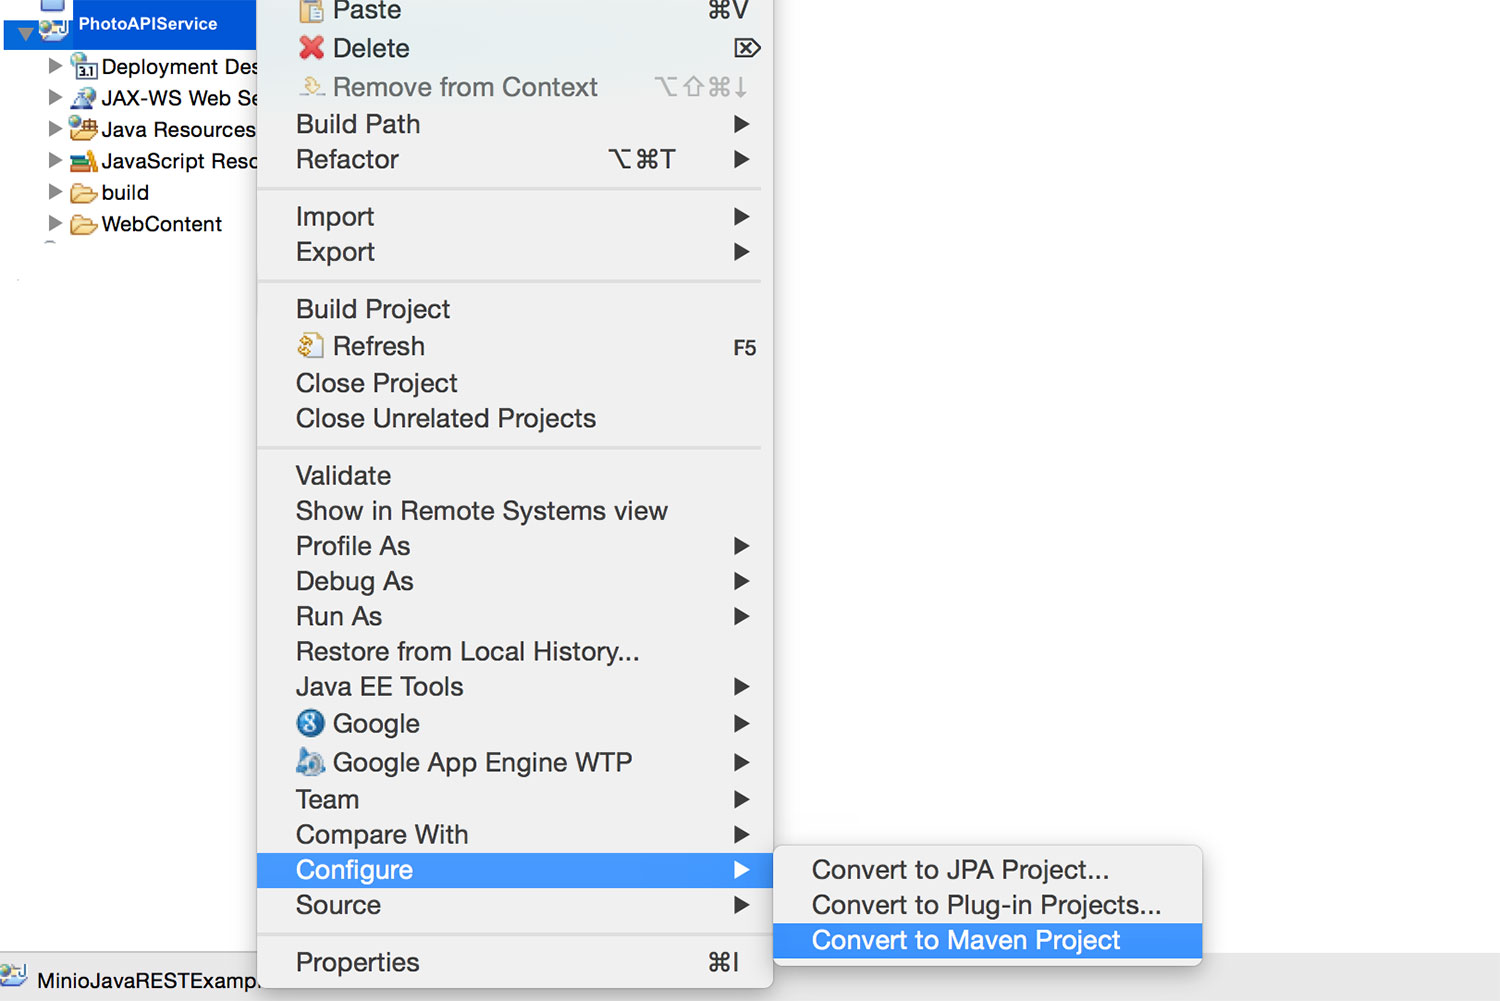 PhotoAPIService
3.1 Deployment Des
JAX-WS Web Se
Java Resources
JavaScript Reso
build
WebContent
Paste ⌘V
Delete ⌦
Remove from Context ⌥⇧⌘↓
Build Path
Refactor ⌥⌘T
Import
Export
Build Project
Refresh F5
Close Project
Close Unrelated Projects
Validate
Show in Remote Systems view
Profile As
Debug As
Run As
Restore from Local History...
Java EE Tools
8 Google
Google App Engine WTP
Team
Compare With
Configure
Source
Properties ⌘I
Convert to JPA Project...
Convert to Plug-in Projects...
Convert to Maven Project
MinioJavaRESTExamp